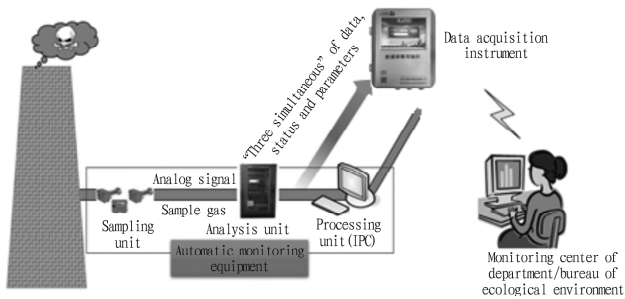 “Three simultaneous” of data,
status and parameters
Data acquisition
instrument
Analog signal
Sample gas
Sampling
unit
Analysis unit
Processing
unit(IPC)
Automatic monitoring
equipment
Monitoring center of
department/bureau of
ecological environment